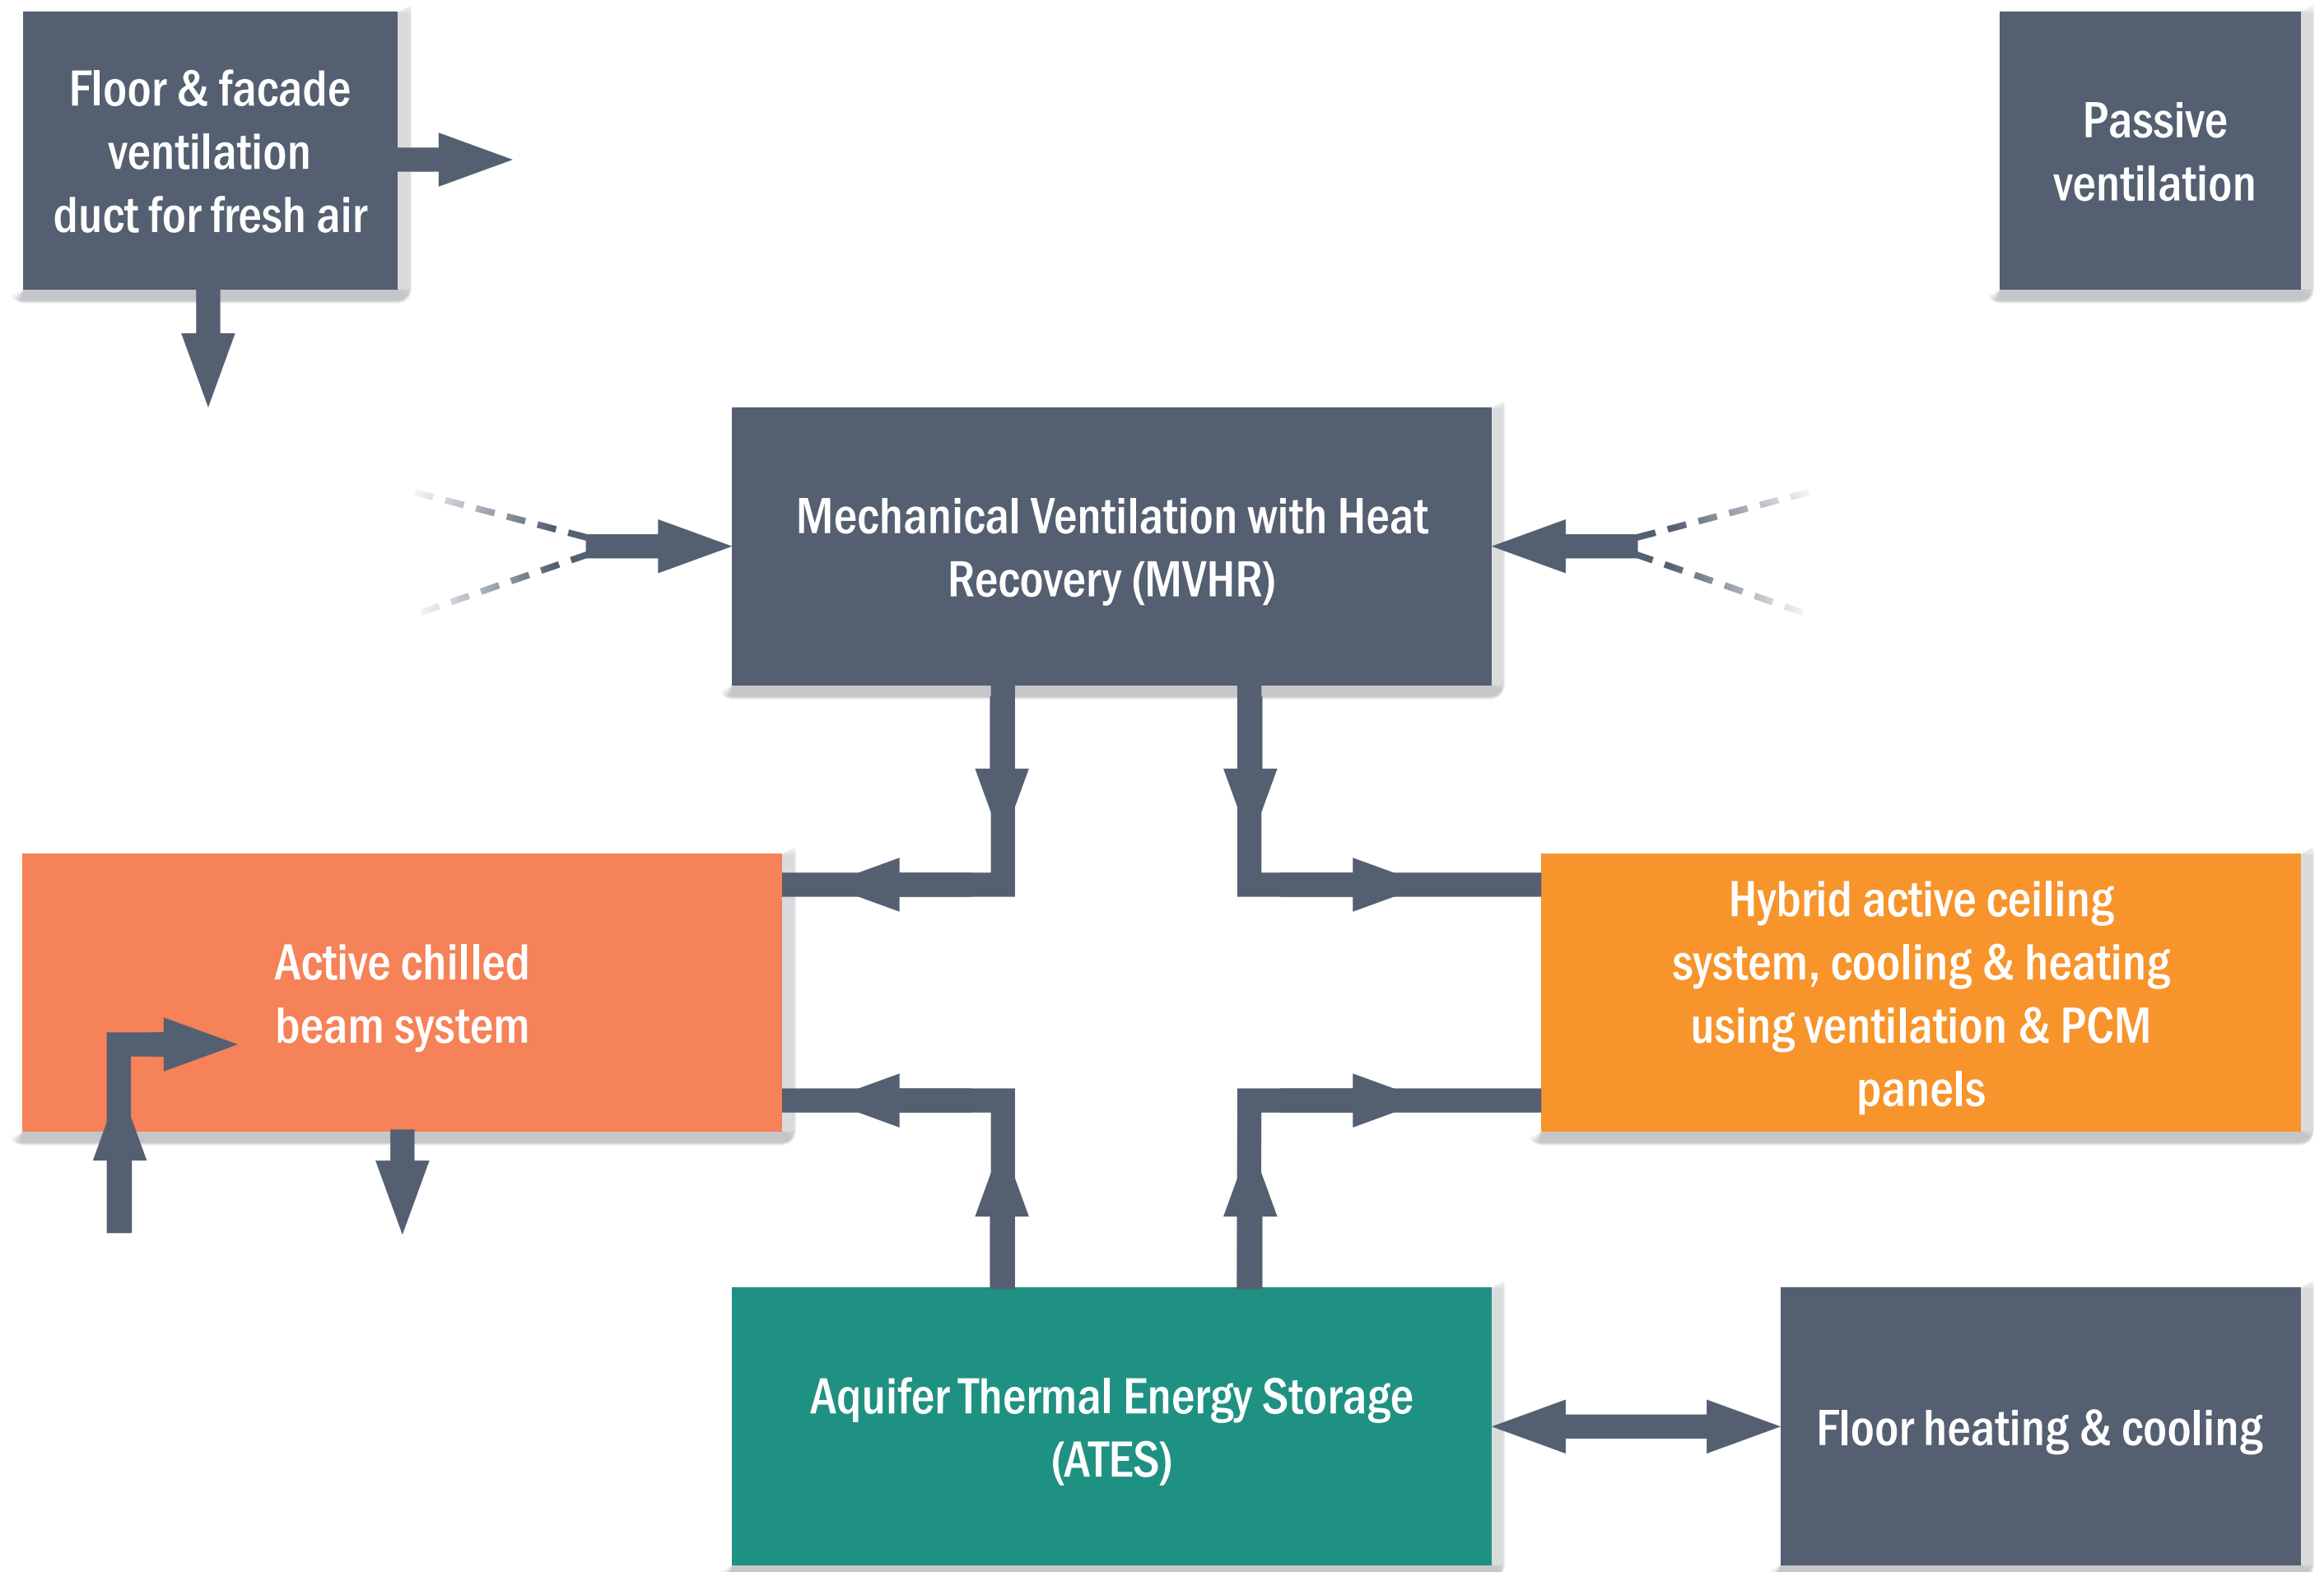 Floor & facade
ventilation
duct for fresh air
Passive
ventilation
Mechanical Ventilation with Heat
Recovery (MVHR)
Active chilled
beam system
Hybrid active ceiling
system, cooling & heating
using ventilation & PCM
panels
Aquifer Thermal Energy Storage
(ATES)
Floor heating & cooling